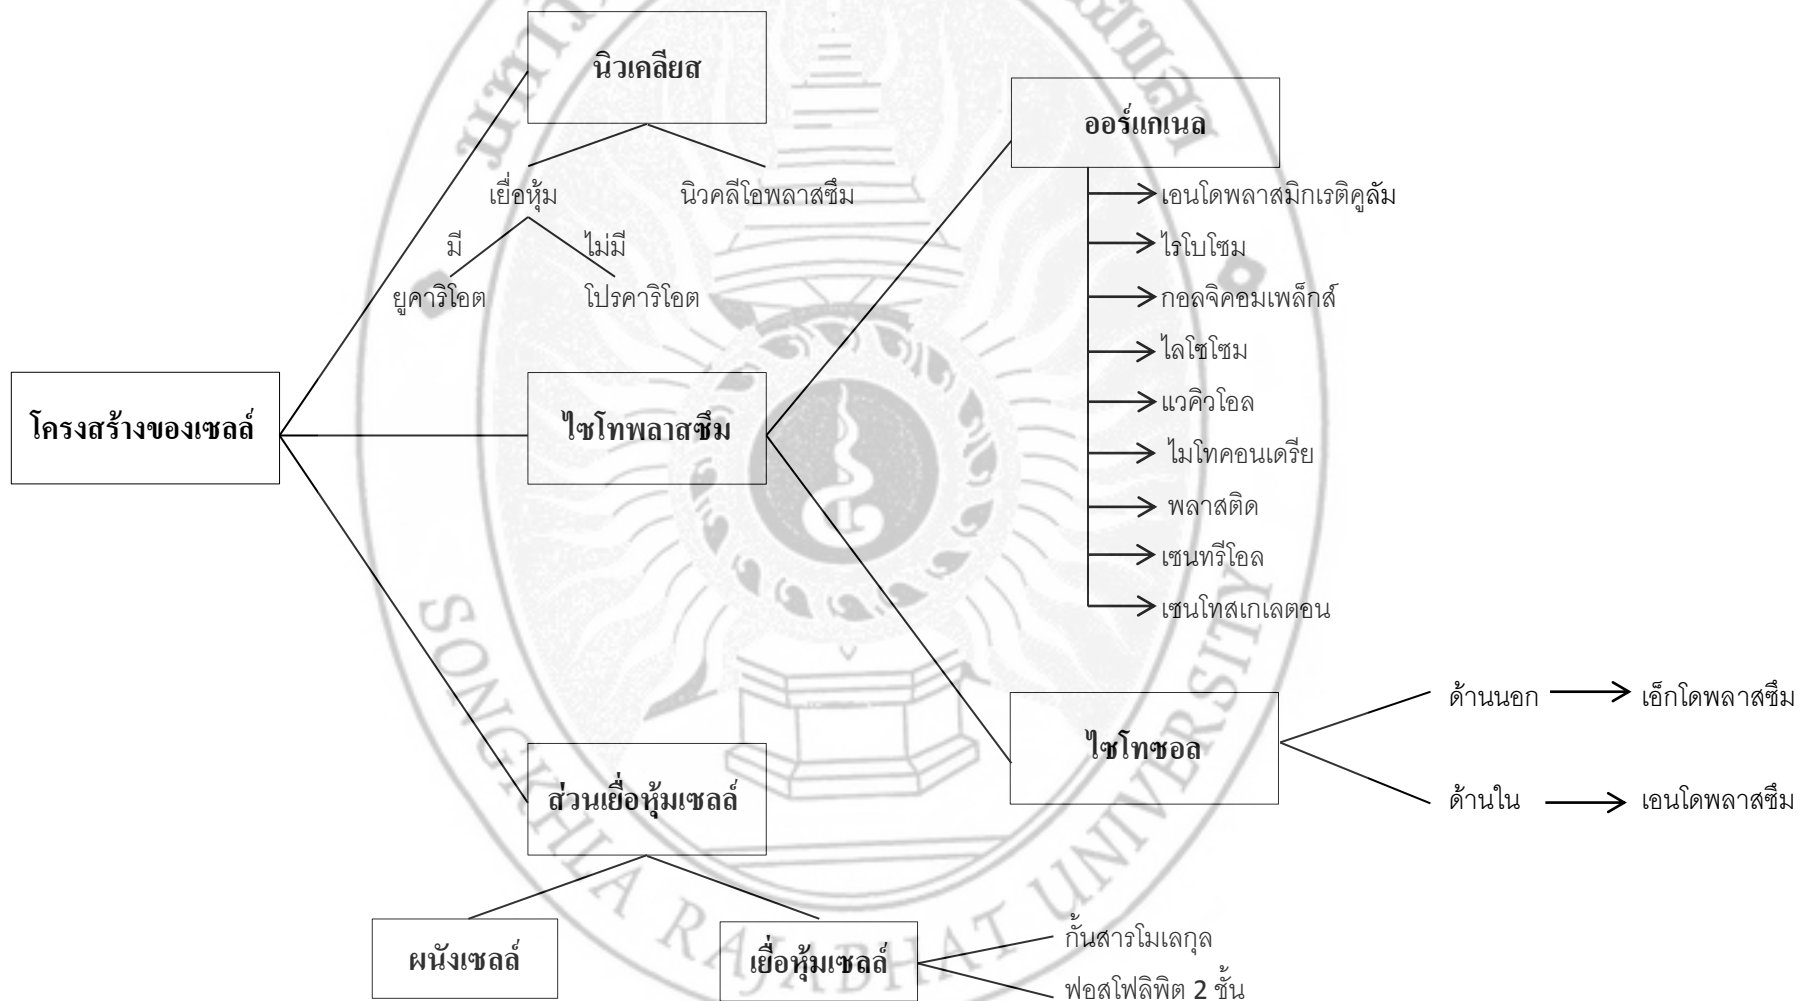 นิวเคลียส
ออร์แกเนล
เยื่อหุ้ม
นิวคลีโอพลาสซึม
มี
ไม่มี
ยูคาริโอต
โปรคาริโอต
เอนโดพลาสมิกเรติคูลัม
ไรโบโซม
กอลจิคอมเพล็กส์
ไลโซโซม
แวคิวโอล
ไมโทคอนเดรีย
พลาสติด
เซนทรีโอล
เซนโทสเกเลตอน
โครงสร้างของเซลล์
ไซโทพลาสซึม
ไซโทซอล
ด้านนอก
เอ็กโดพลาสซึม
ด้านใน
เอนโดพลาสซึม
ส่วนเยื่อหุ้มเซลล์
ผนังเซลล์
เยื่อหุ้มเซลล์
กั้นสารโมเลกุล
ฟอสโฟลิพิต 2 ชั้น
SONGKHLA RAJABHAT UNIVERSITY